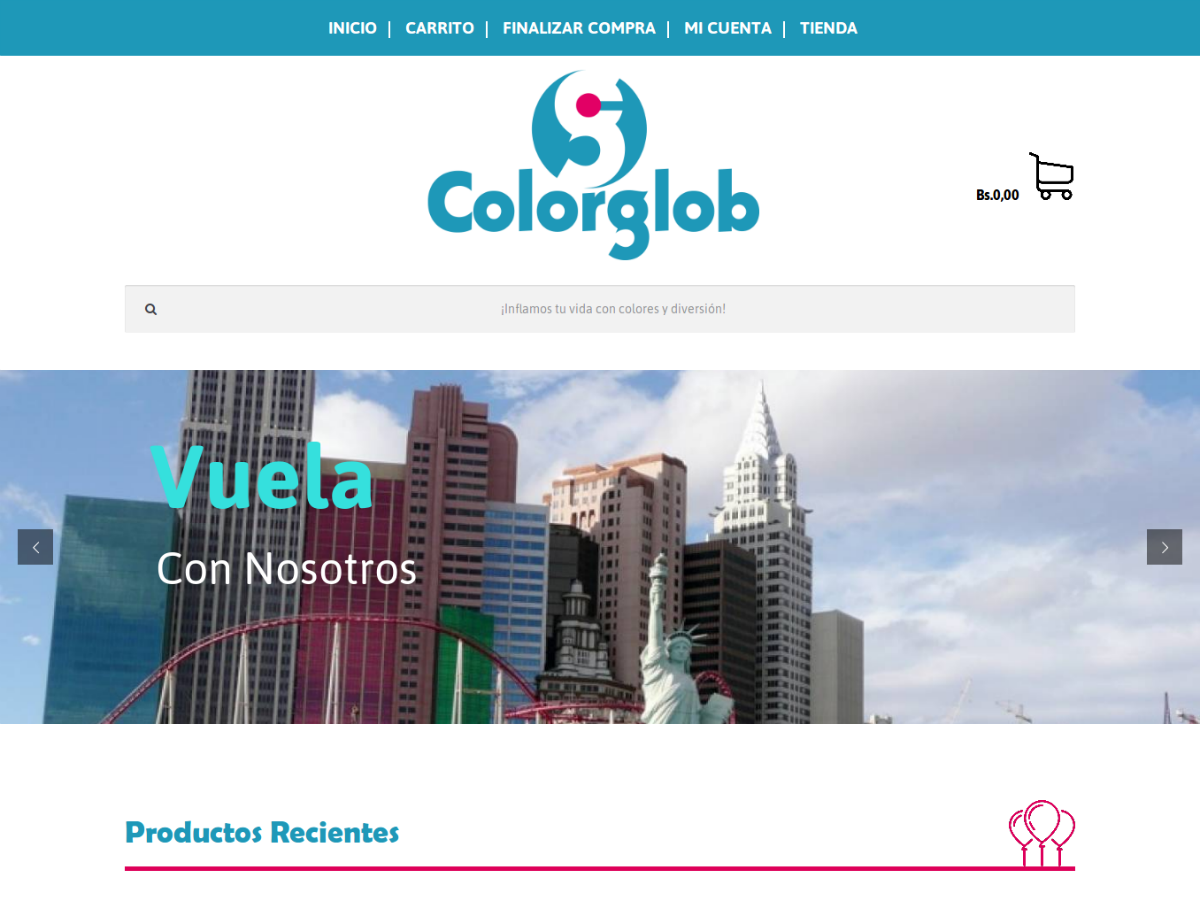 INICIO | CARRITO | FINALIZAR COMPRA | MI CUENTA | TIENDA
Colorglob
Bs.0,00
¡Inflamos tu vida con colores y diversión!
Vuela
Con Nosotros
Productos Recientes